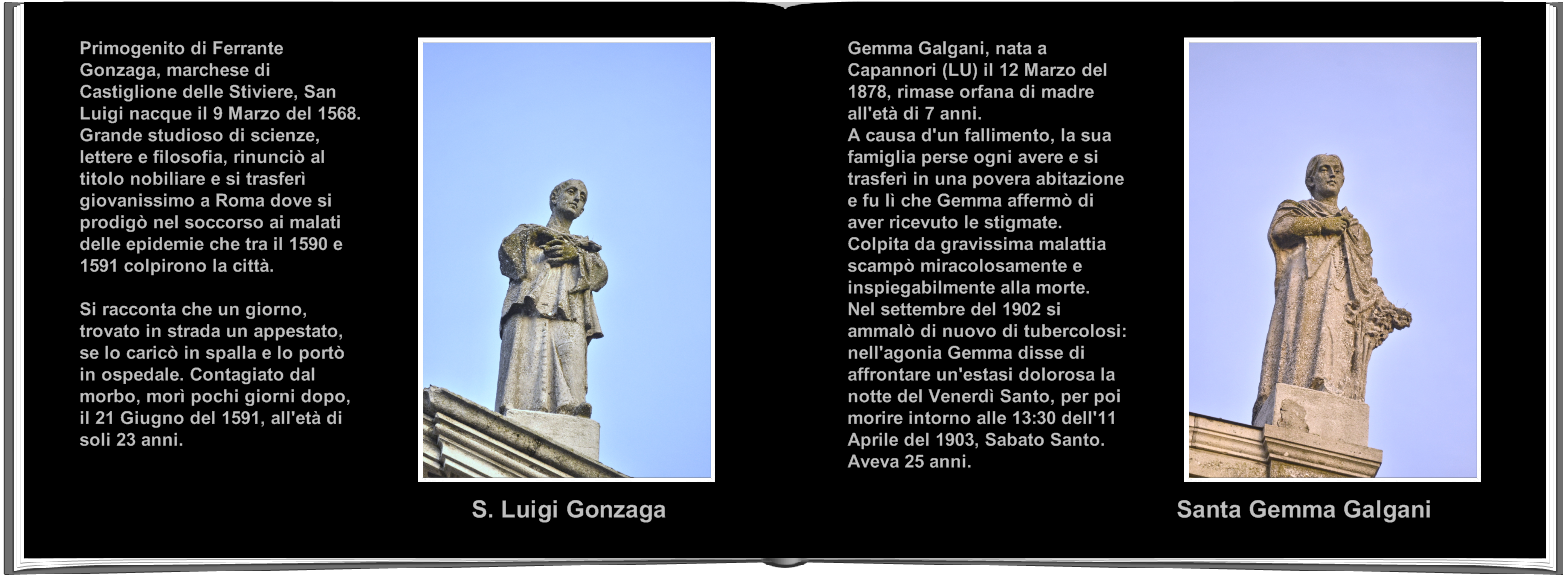 Primogenito di Ferrante
Gonzaga, marchese di
Castiglione delle Stiviere, San
Luigi nacque il 9 Marzo del 1568.
Grande studioso di scienze,
lettere e filosofia, rinunciò al
titolo nobiliare e si trasferì
giovanissimo a Roma dove si
prodigò nel soccorso ai malati
delle epidemie che tra il 1590 e
1591 colpirono la città.
Si racconta che un giorno,
trovato in strada un appestato,
se lo caricò in spalla e lo portò
in ospedale. Contagiato dal
morbo, morì pochi giorni dopo,
il 21 Giugno del 1591, all'età di
soli 23 anni.
S. Luigi Gonzaga
Gemma Galgani, nata a
Capannori (LU) il 12 Marzo del
1878, rimase orfana di madre
all'età di 7 anni.
A causa d'un fallimento, la sua
famiglia perse ogni avere e si
trasferì in una povera abitazione
e fu lì che Gemma affermò di
aver ricevuto le stigmate.
Colpita da gravissima malattia
scampò miracolosamente e
inspiegabilmente alla morte.
Nel settembre del 1902 si
ammalò di nuovo di tubercolosi:
nell'agonia Gemma disse di
affrontare un'estasi dolorosa la
notte del Venerdì Santo, per poi
morire intorno alle 13:30 dell'11
Aprile del 1903, Sabato Santo.
Aveva 25 anni.
Santa Gemma Galgani